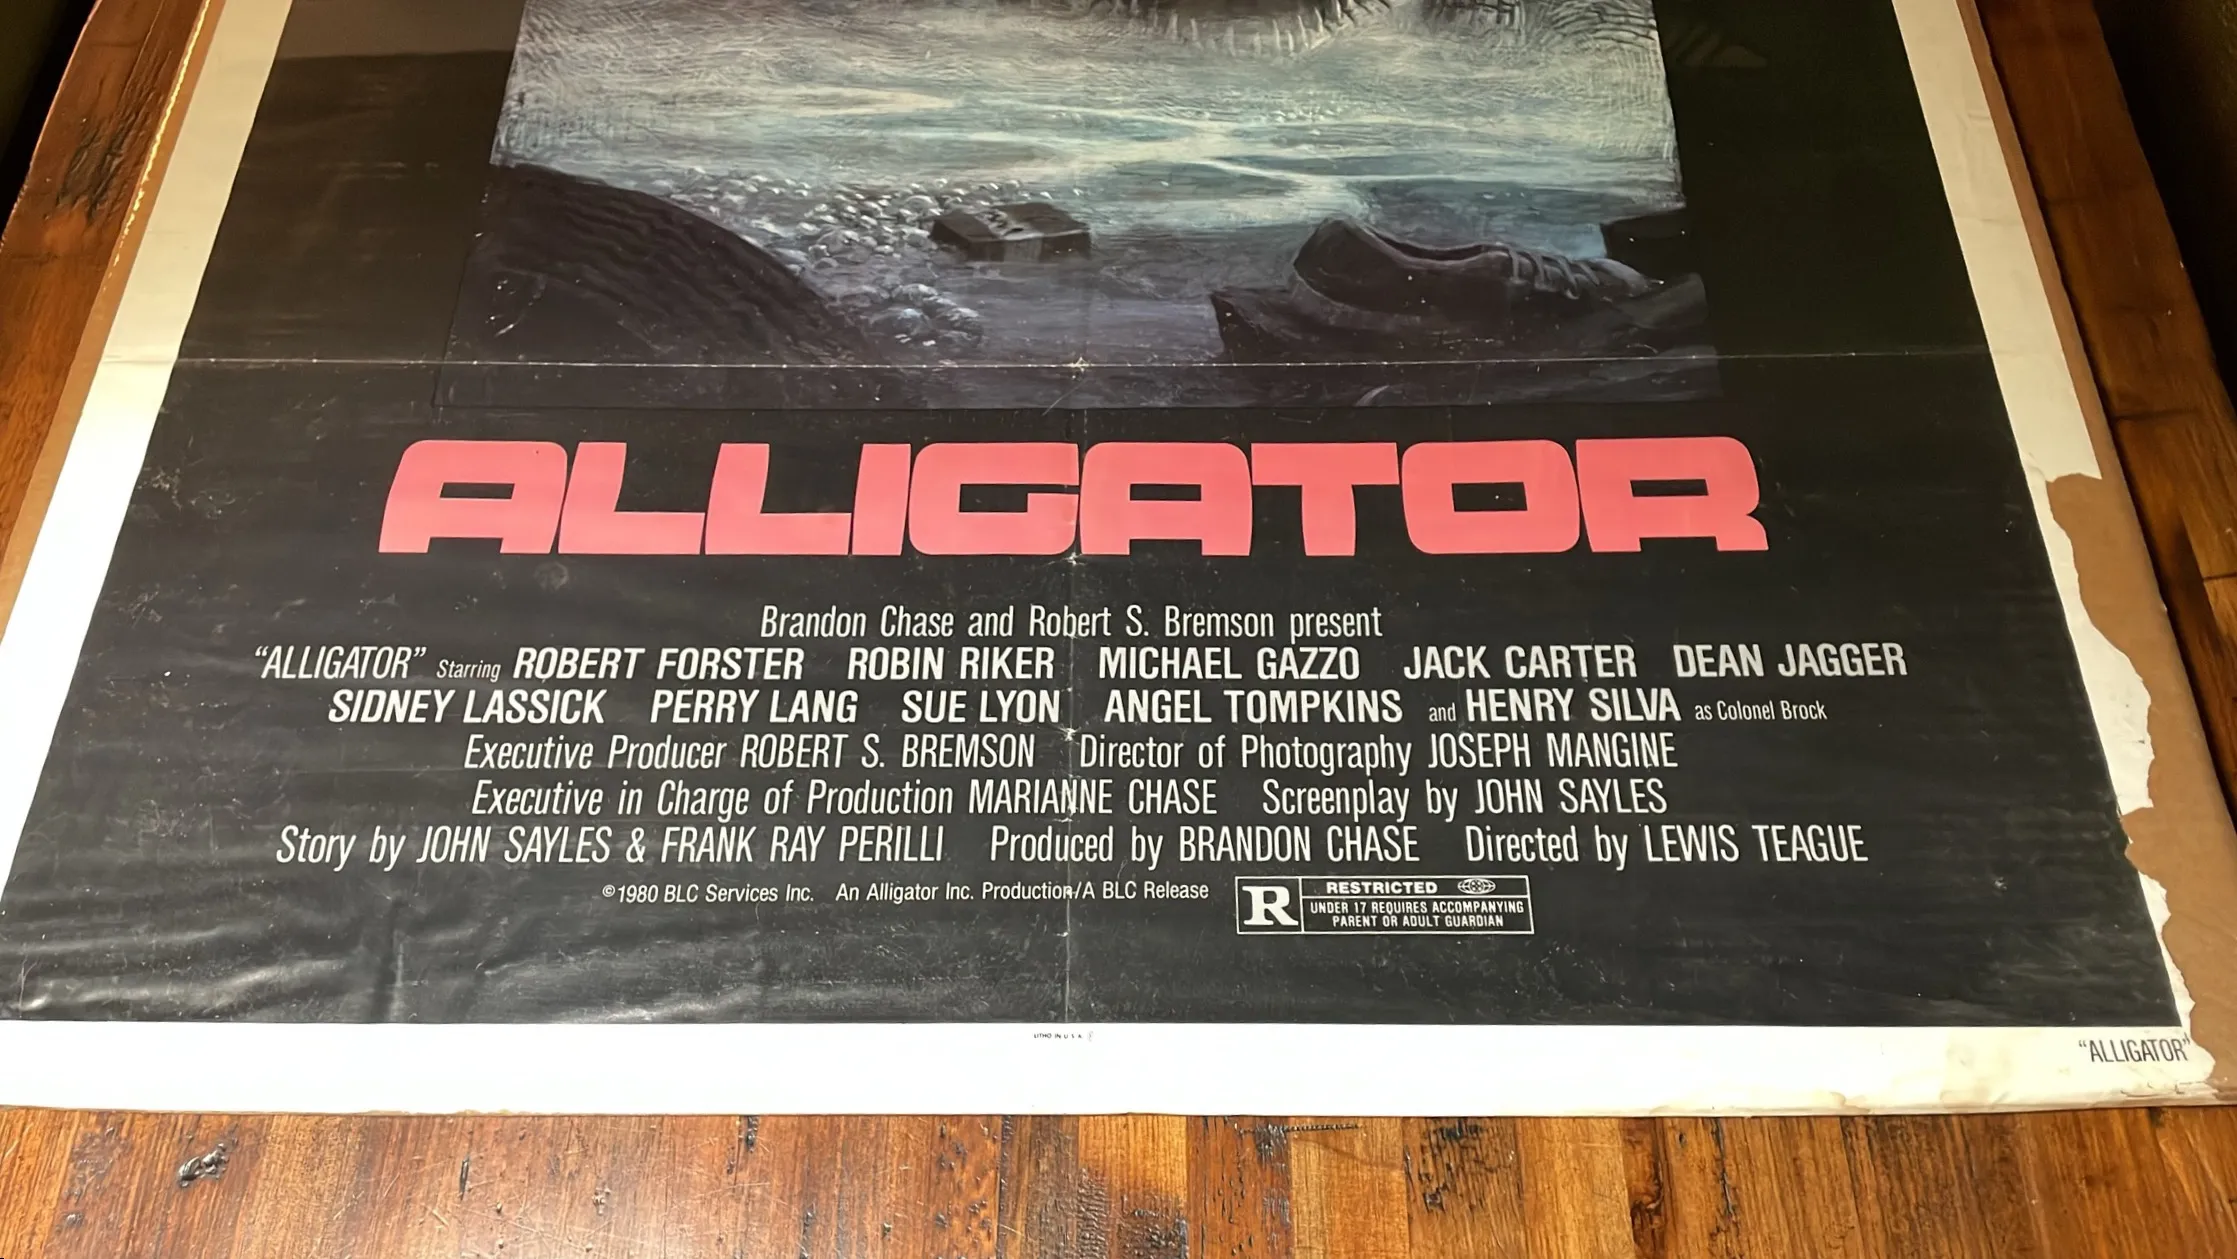 ALLIGATOR
Brandon Chase and Robert S. Bremson present
“ALLIGATOR” Starring ROBERT FORSTER ROBIN RIKER MICHAEL GAZZO JACK CARTER DEAN JAGGER
SIDNEY LASSICK PERRY LANG SUE LYON ANGEL TOMPKINS and HENRY SILVA as Colonel Brock
Executive Producer ROBERT S. BREMSON Director of Photography JOSEPH MANGINE
Executive in Charge of Production MARIANNE CHASE Screenplay by JOHN SAYLES
Story by JOHN SAYLES & FRANK RAY PERILLI Produced by BRANDON CHASE Directed by LEWIS TEAGUE
©1980 BLC Services Inc. An Alligator Inc. Production/A BLC Release
R RESTRICTED
UNDER 17 REQUIRES ACCOMPANYING
PARENT OR ADULT GUARDIAN
LITHO IN U.S.A.
“ALLIGATOR”